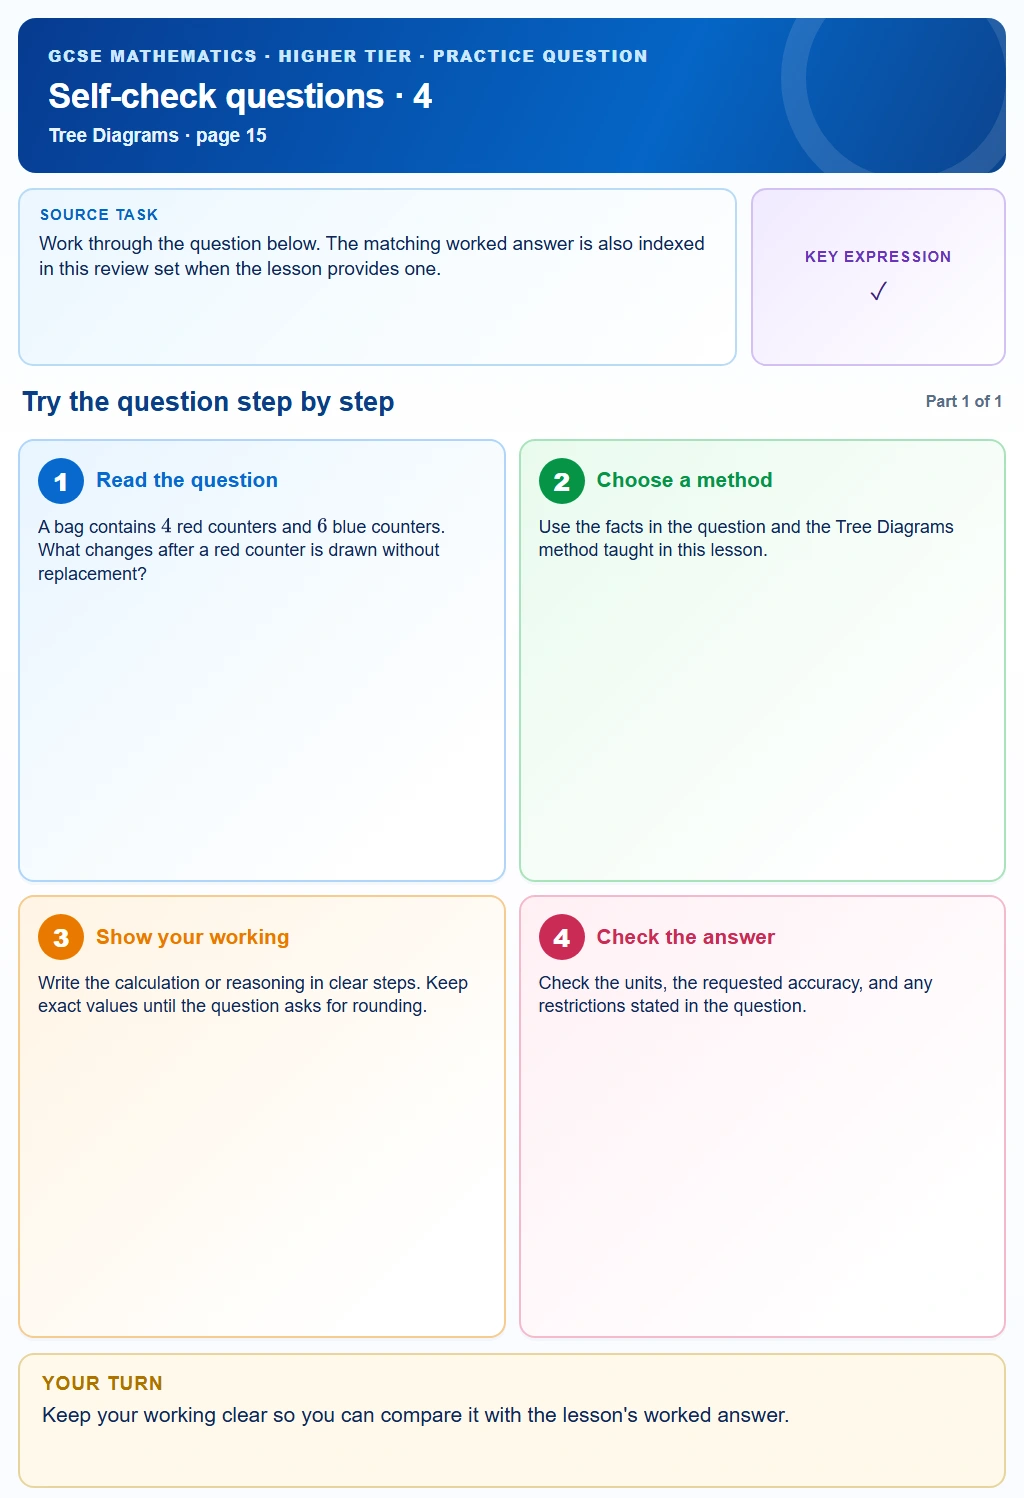 GCSE MATHEMATICS · HIGHER TIER · PRACTICE QUESTION
Self-check questions · 4
Tree Diagrams · page 15
SOURCE TASK
Work through the question below. The matching worked answer is also indexed
in this review set when the lesson provides one.
KEY EXPRESSION
✓
Try the question step by step
Part 1 of 1
1 Read the question
A bag contains 4 red counters and 6 blue counters.
What changes after a red counter is drawn without
replacement?
2 Choose a method
Use the facts in the question and the Tree Diagrams
method taught in this lesson.
3 Show your working
Write the calculation or reasoning in clear steps. Keep
exact values until the question asks for rounding.
4 Check the answer
Check the units, the requested accuracy, and any
restrictions stated in the question.
YOUR TURN
Keep your working clear so you can compare it with the lesson's worked answer.